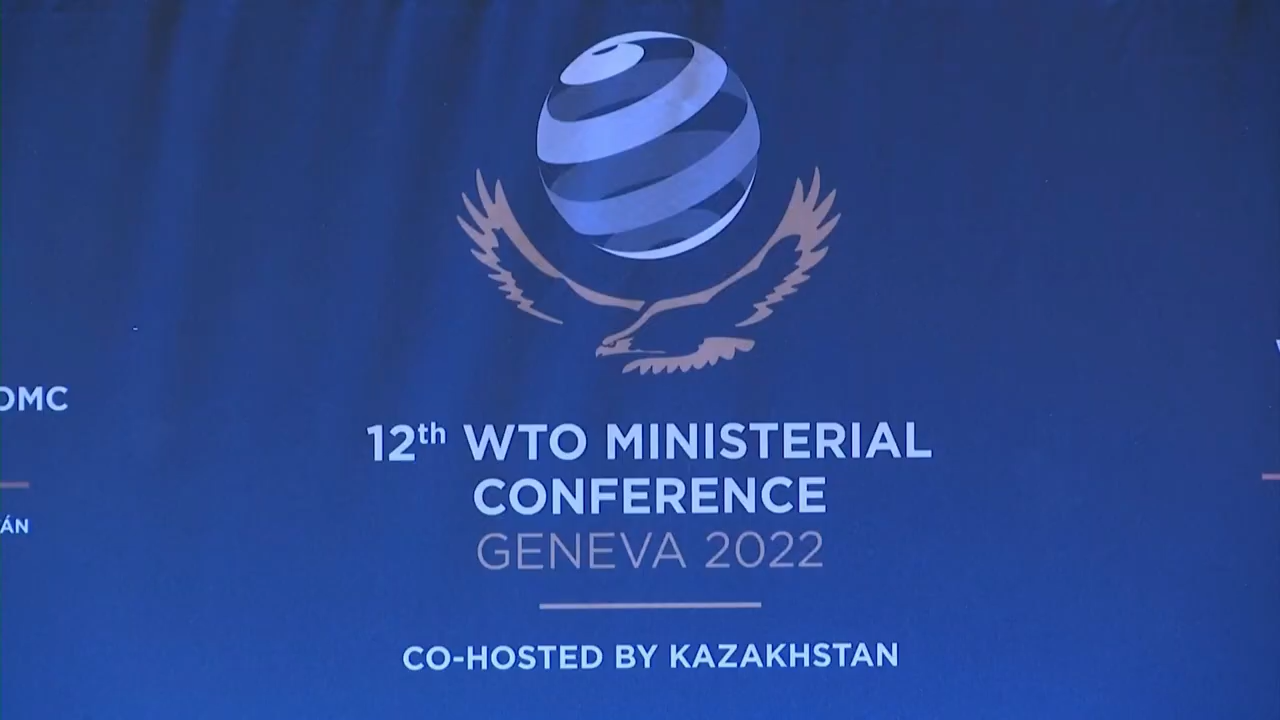 OMC
ÁN
12th WTO MINISTERIAL
CONFERENCE
GENEVA 2022
CO-HOSTED BY KAZAKHSTAN